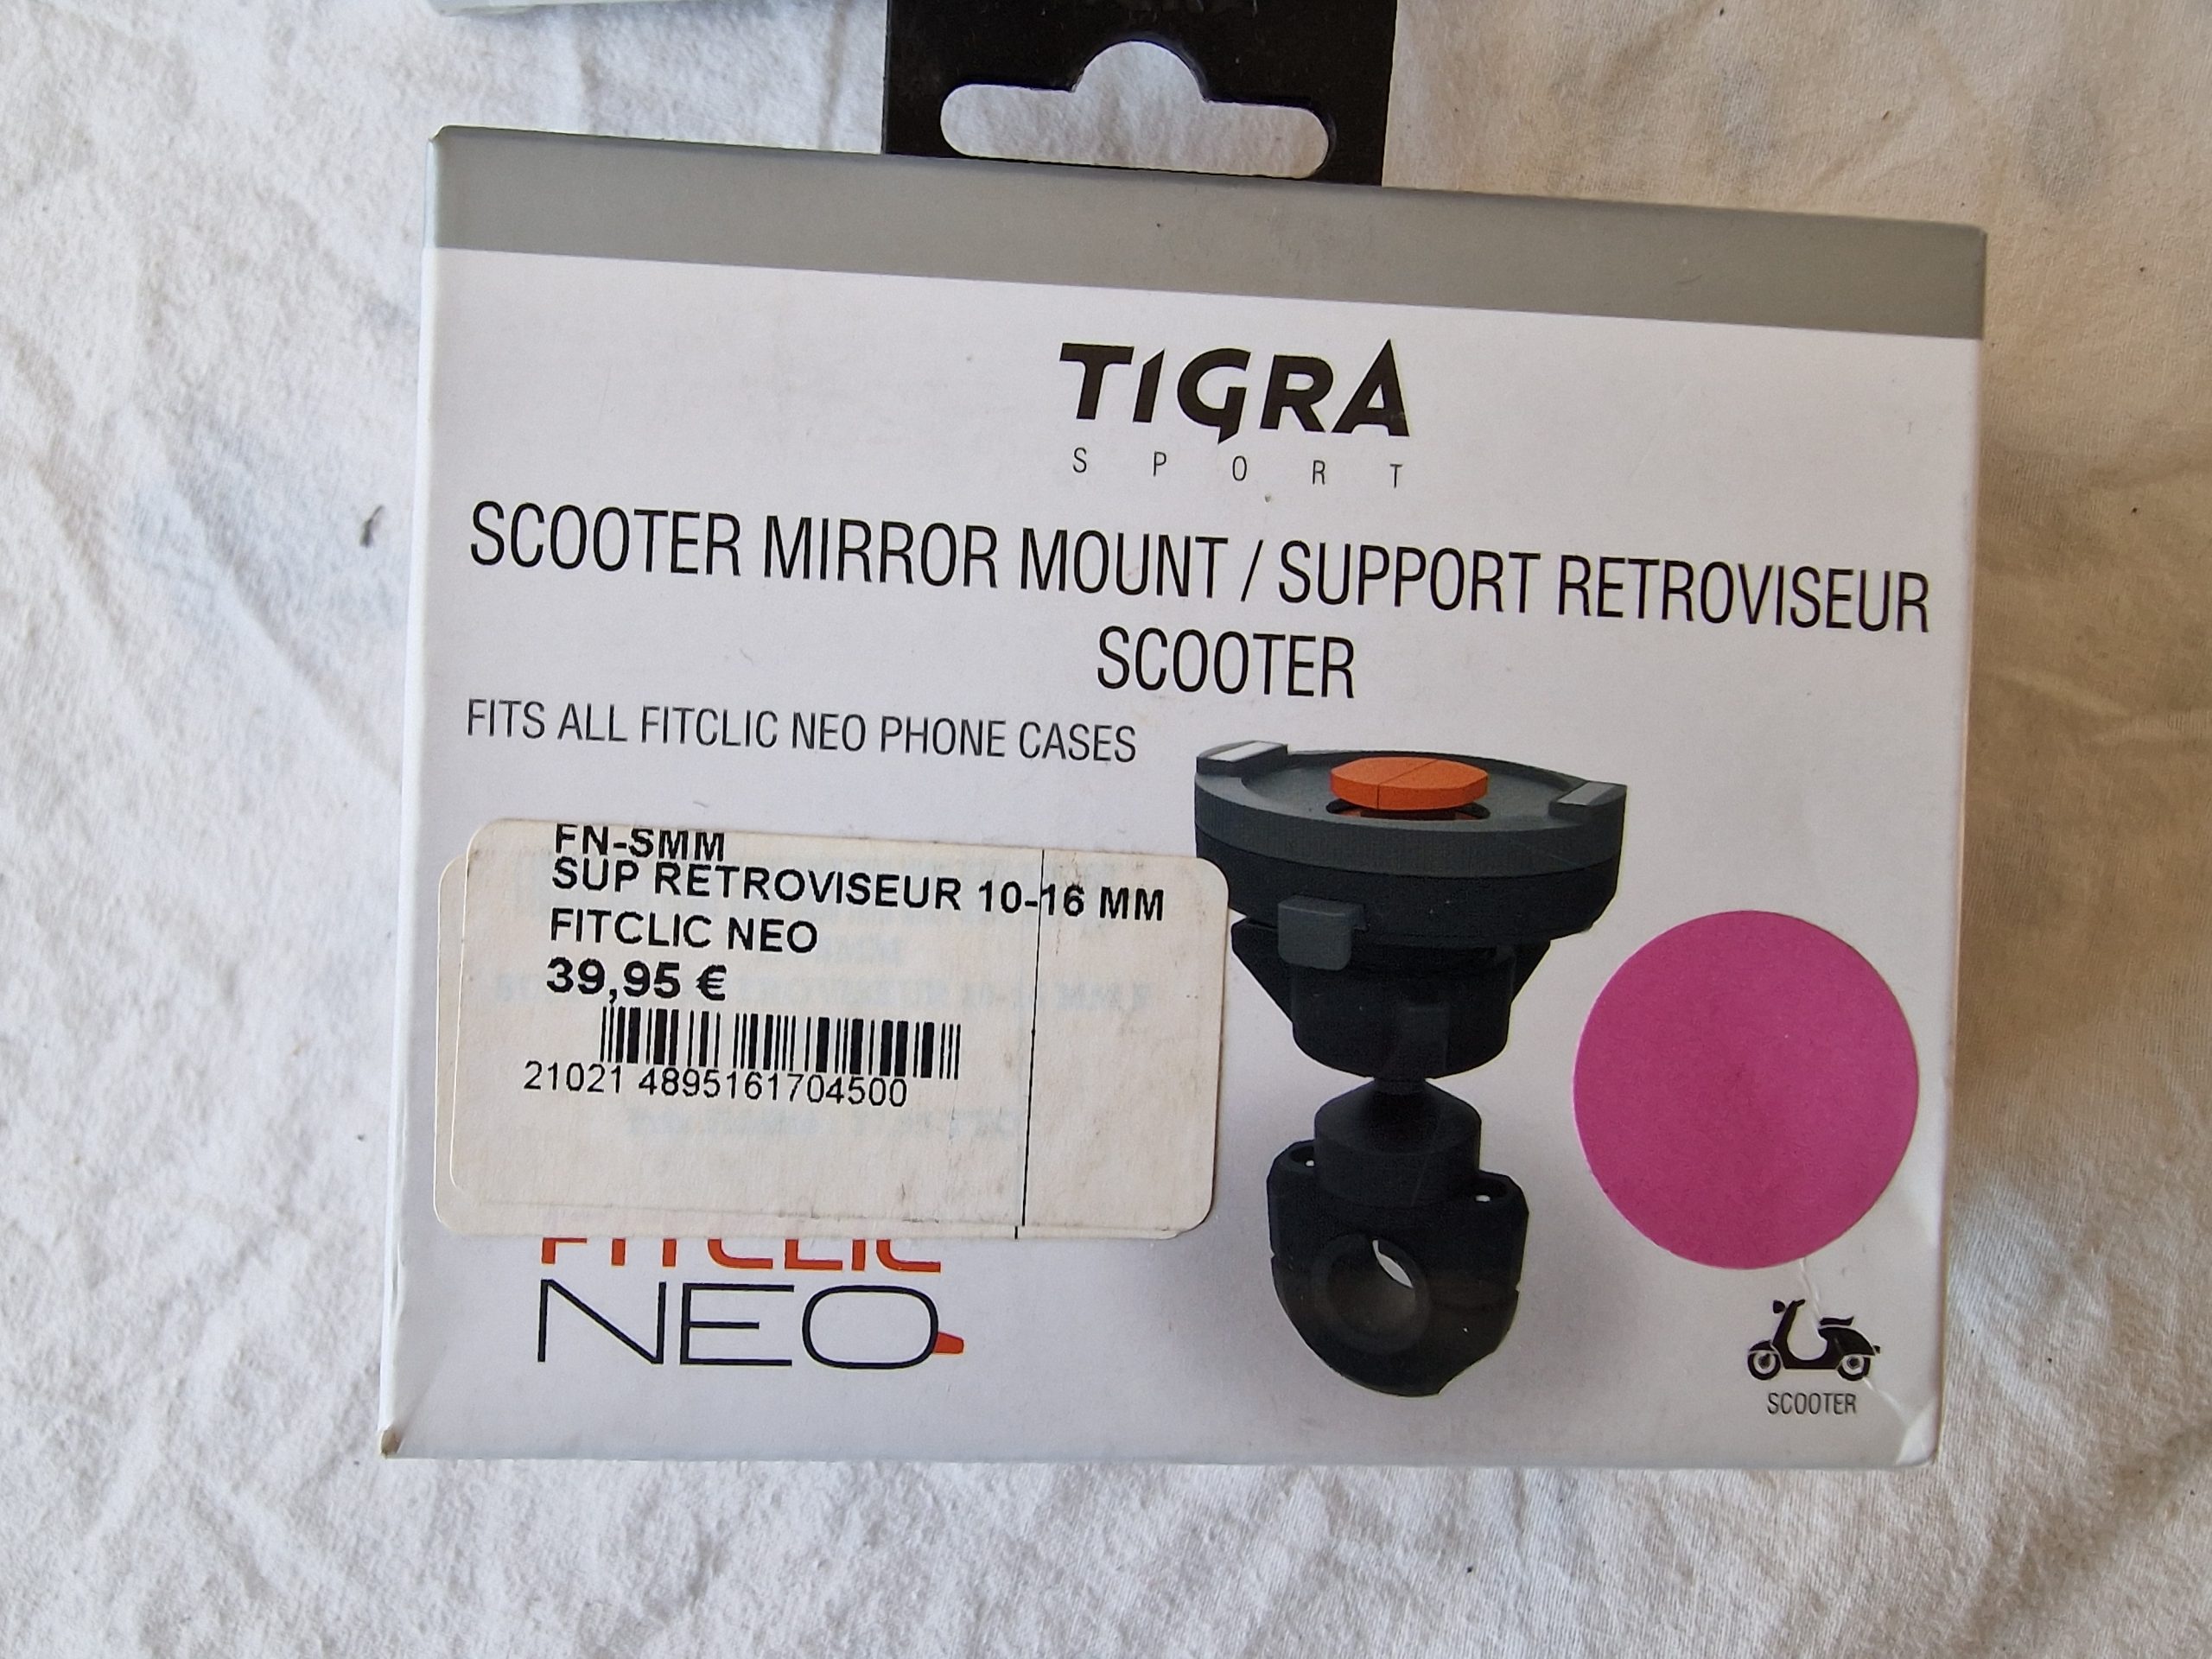 TIGRA
SPORT
SCOOTER MIRROR MOUNT / SUPPORT RETROVISEUR
SCOOTER
FITS ALL FITCLIC NEO PHONE CASES
FN-SMM
SUP RETROVISEUR 10-16 MM
FITCLIC NEO
39,95 €
21021 4895161704500
FITCLIC
NEO
SCOOTER